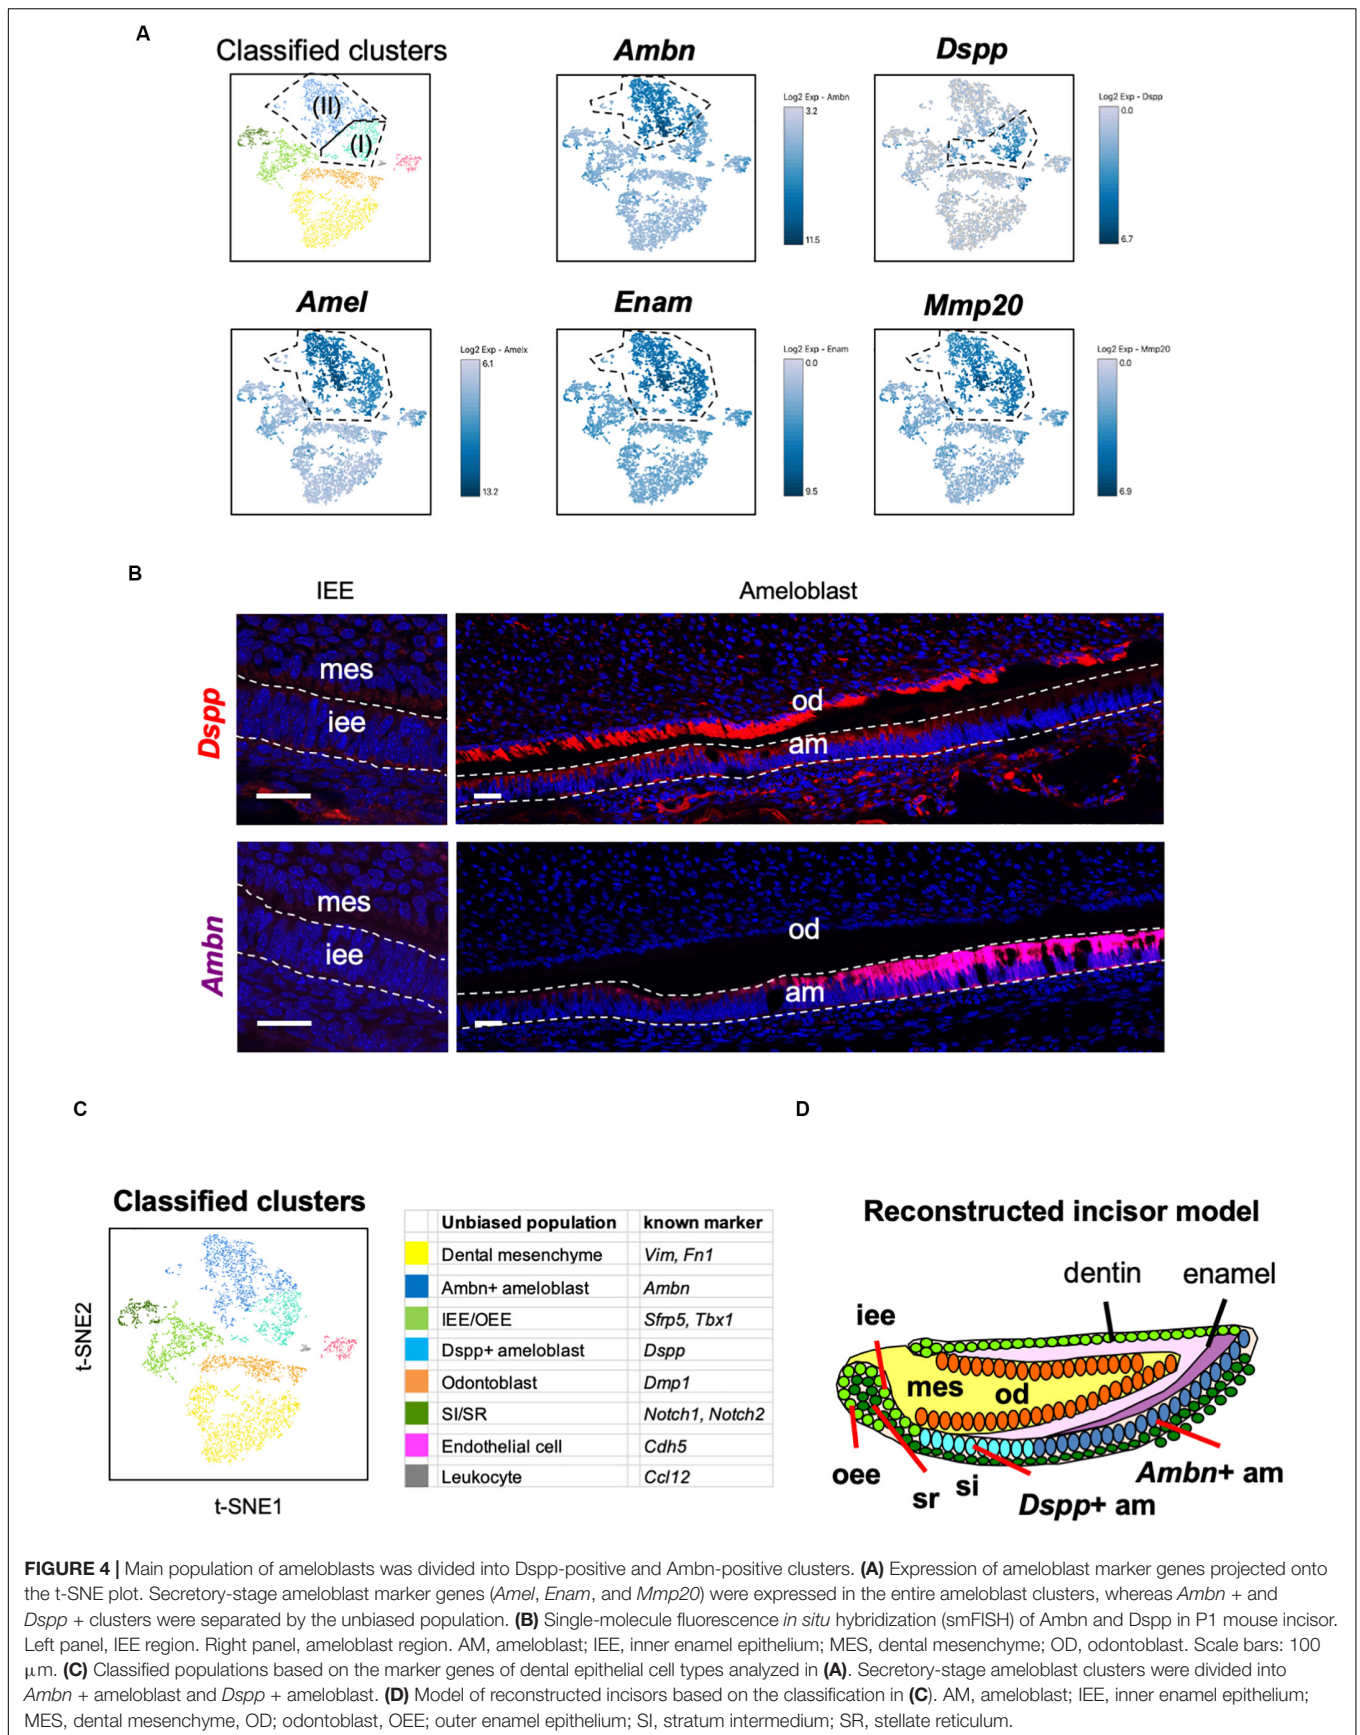 A
Classified clusters
Ambn
Dspp
(II)
(I)
Log2 Exp - Ambn
3.2
11.5
Log2 Exp - Dspp
0.0
6.7
Amel
Enam
Mmp20
Log2 Exp - Amelx
6.1
13.2
Log2 Exp - Enam
0.0
9.5
Log2 Exp - Mmp20
0.0
6.9
B
IEE
Ameloblast
Dspp
mes
iee
od
am
Ambn
mes
iee
od
am
C
Classified clusters
t-SNE2
t-SNE1
Unbiased population known marker
Dental mesenchyme Vim, Fn1
Ambn+ ameloblast Ambn
IEE/OEE Sfrp5, Tbx1
Dspp+ ameloblast Dspp
Odontoblast Dmp1
SI/SR Notch1, Notch2
Endothelial cell Cdh5
Leukocyte Ccl12
D
Reconstructed incisor model
dentin
enamel
iee
mes
od
oee
sr
si
Dspp+ am
Ambn+ am
FIGURE 4 | Main population of ameloblasts was divided into Dspp-positive and Ambn-positive clusters. (A) Expression of ameloblast marker genes projected onto
the t-SNE plot. Secretory-stage ameloblast marker genes (Amel, Enam, and Mmp20) were expressed in the entire ameloblast clusters, whereas Ambn + and
Dspp + clusters were separated by the unbiased population. (B) Single-molecule fluorescence in situ hybridization (smFISH) of Ambn and Dspp in P1 mouse incisor.
Left panel, IEE region. Right panel, ameloblast region. AM, ameloblast; IEE, inner enamel epithelium; MES, dental mesenchyme; OD, odontoblast. Scale bars: 100
μm. (C) Classified populations based on the marker genes of dental epithelial cell types analyzed in (A). Secretory-stage ameloblast clusters were divided into
Ambn + ameloblast and Dspp + ameloblast. (D) Model of reconstructed incisors based on the classification in (C). AM, ameloblast; IEE, inner enamel epithelium;
MES, dental mesenchyme, OD; odontoblast, OEE; outer enamel epithelium; SI, stratum intermedium; SR, stellate reticulum.